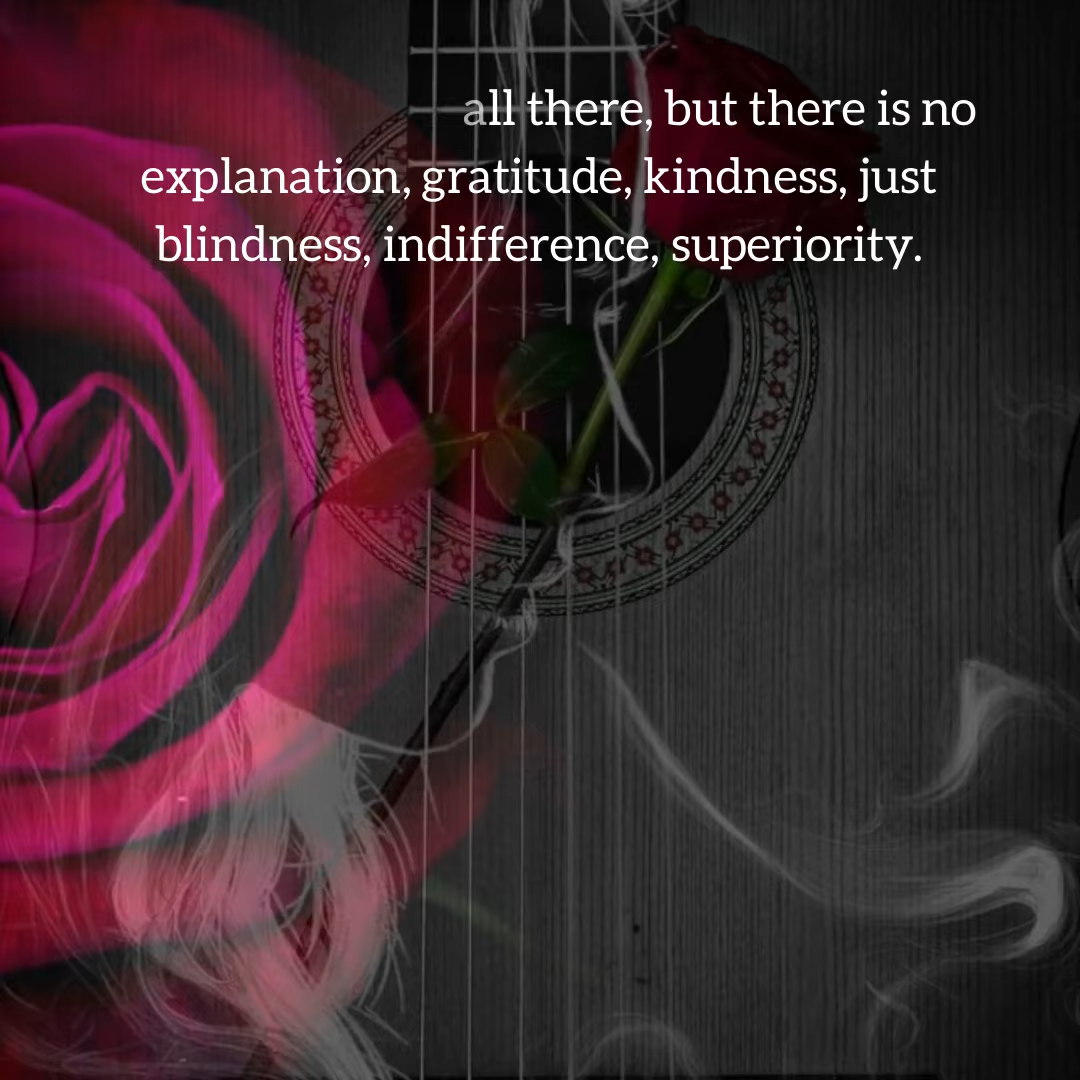 all there, but there is no
explanation, gratitude, kindness, just
blindness, indifference, superiority.